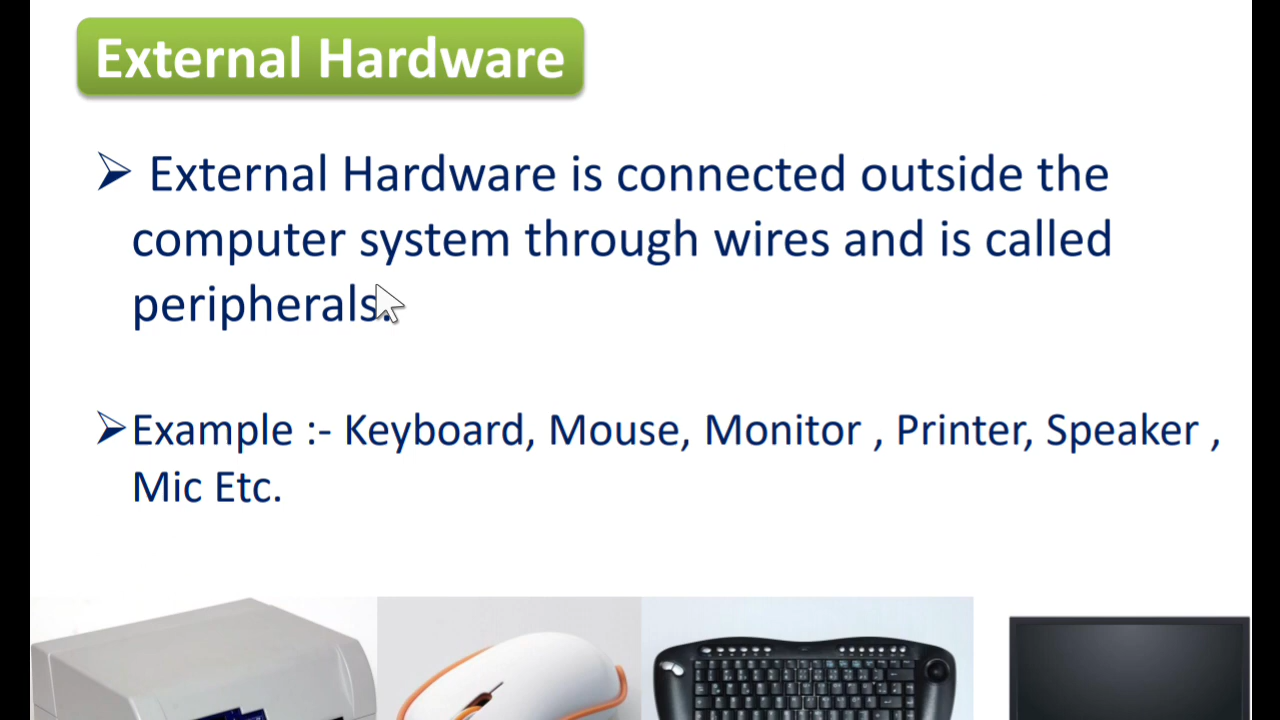 External Hardware
External Hardware is connected outside the
computer system through wires and is called
peripherals.
Example :- Keyboard, Mouse, Monitor , Printer, Speaker ,
Mic Etc.